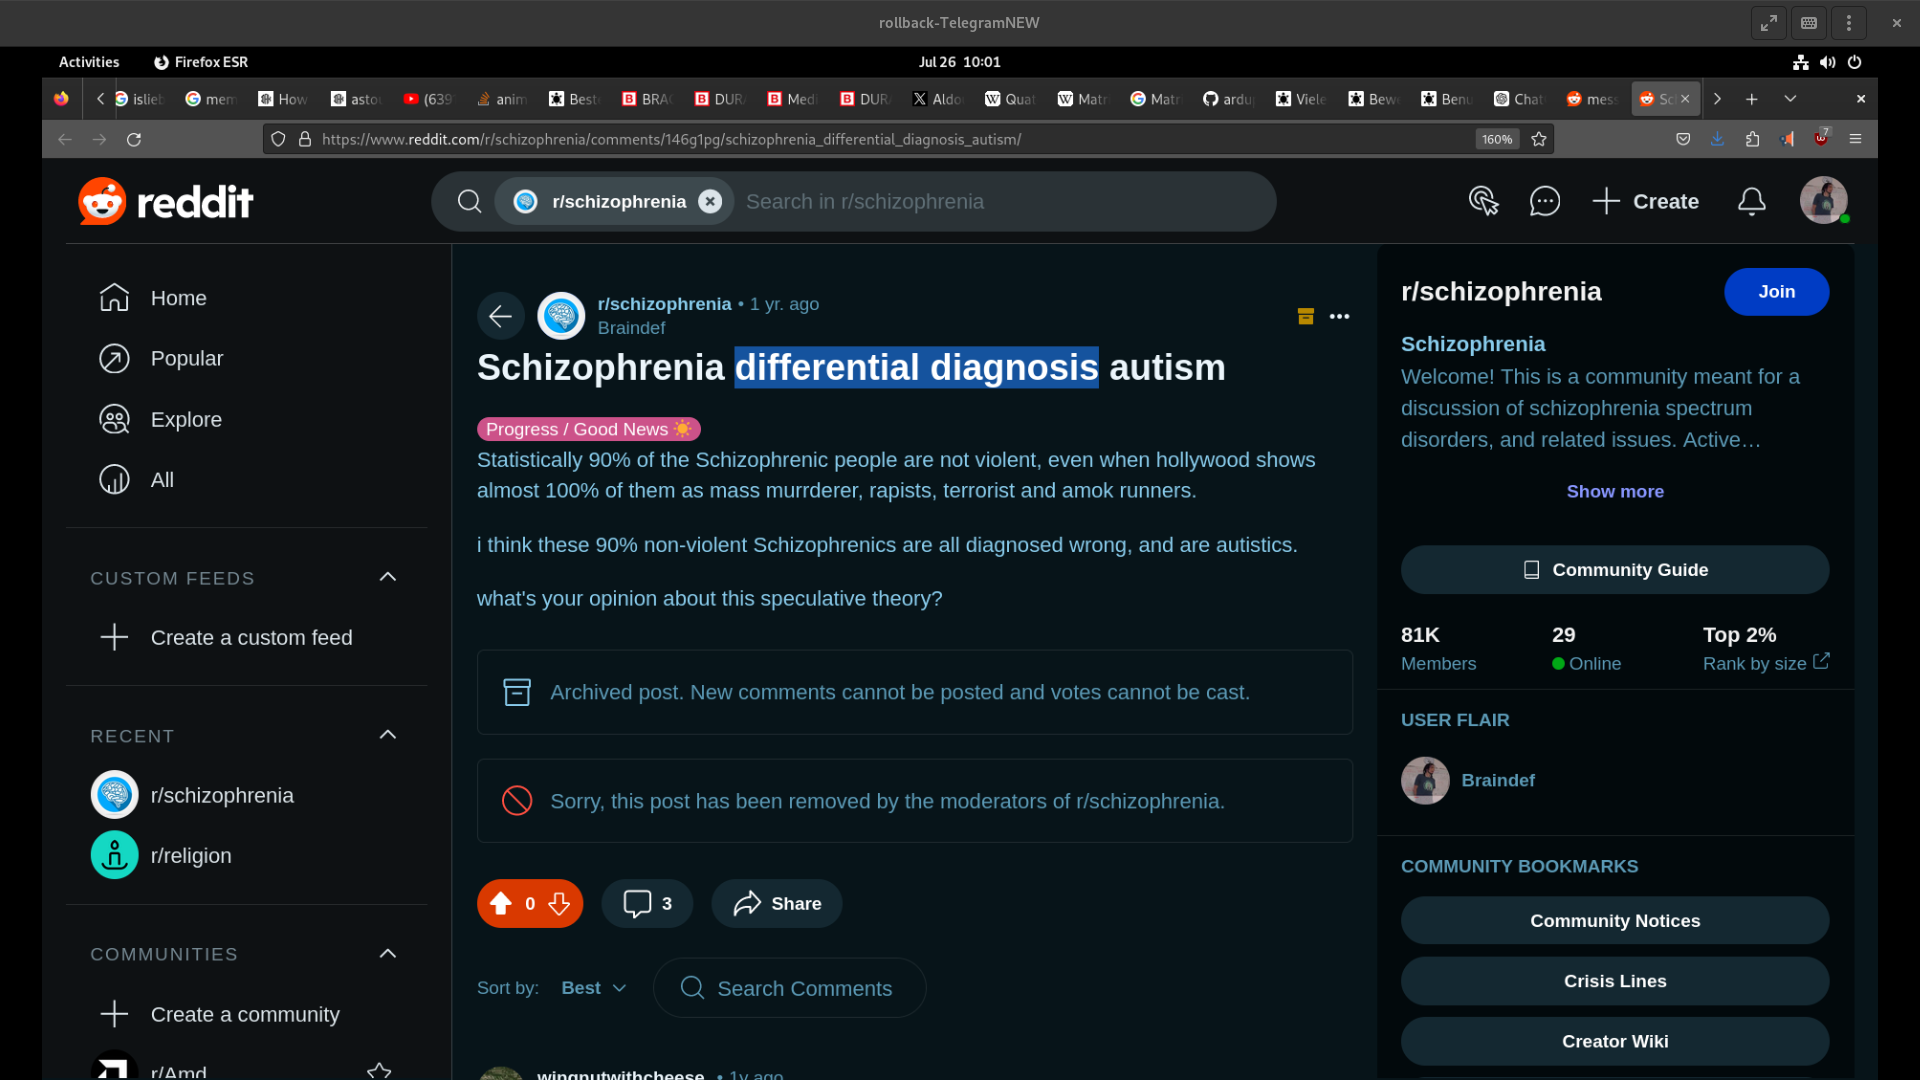 rollback-TelegramNEW
Activities
Firefox ESR
Jul 26 10:01
islieb
mem
How
asto
(639
anim
Best
BRA
DUR
Medi
DUR
Aldo
Quat
Matr
Matr
ardu
Viele
Bewe
Benu
Chat
mess
Sc
https://www.reddit.com/r/schizophrenia/comments/146g1pg/schizophrenia_differential_diagnosis_autism/
160%
7
reddit
r/schizophrenia
Search in r/schizophrenia
Create
Home
Popular
Explore
All
CUSTOM FEEDS
Create a custom feed
RECENT
r/schizophrenia
r/religion
COMMUNITIES
Create a community
r/Amd
r/schizophrenia • 1 yr. ago
Braindef
Schizophrenia differential diagnosis autism
Progress / Good News
Statistically 90% of the Schizophrenic people are not violent, even when hollywood shows
almost 100% of them as mass murrderer, rapists, terrorist and amok runners.
i think these 90% non-violent Schizophrenics are all diagnosed wrong, and are autistics.
what's your opinion about this speculative theory?
Archived post. New comments cannot be posted and votes cannot be cast.
Sorry, this post has been removed by the moderators of r/schizophrenia.
0
3
Share
Sort by: Best
Search Comments
wingnutwithcheese • 1y ago
r/schizophrenia
Join
Schizophrenia
Welcome! This is a community meant for a
discussion of schizophrenia spectrum
disorders, and related issues. Active…
Show more
Community Guide
81K
Members
29
Online
Top 2%
Rank by size
USER FLAIR
Braindef
COMMUNITY BOOKMARKS
Community Notices
Crisis Lines
Creator Wiki